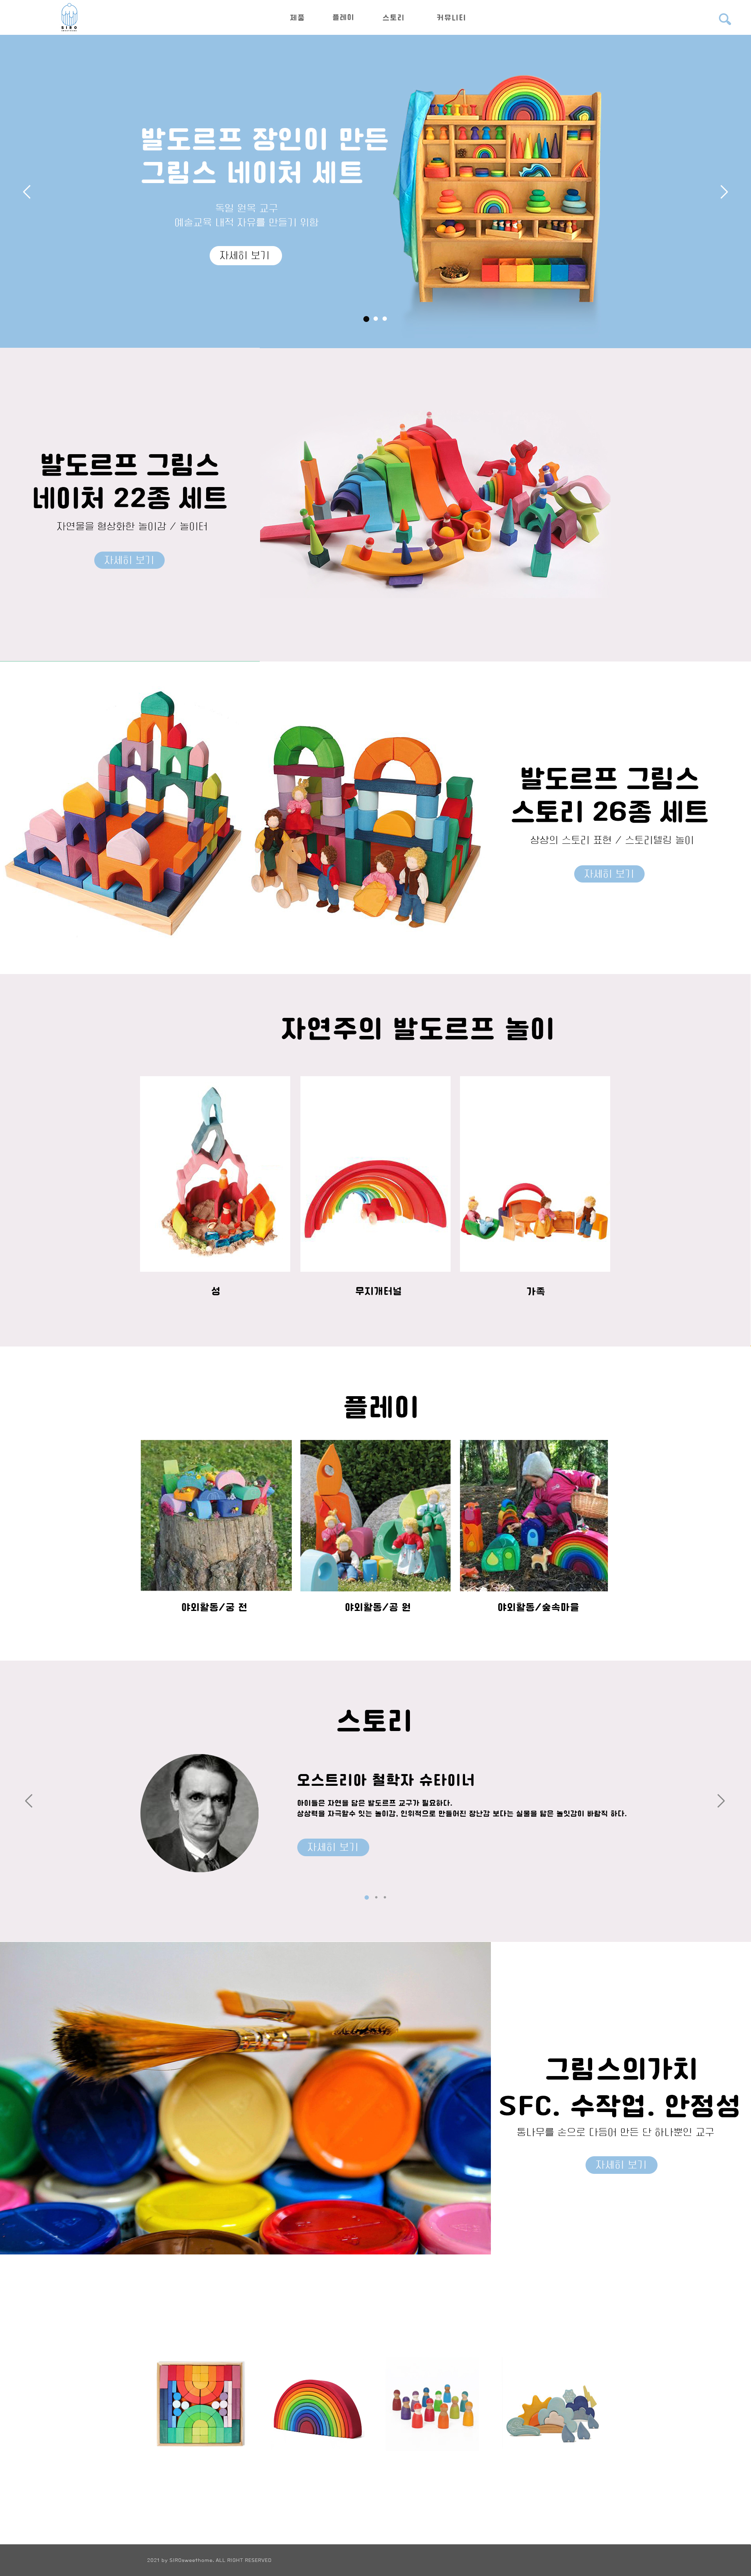 SIRO
제품 플레이 스토리 커뮤니티
발도르프 장인이 만든
그림스 네이처 세트
독일 원목 교구
예술교육 내적 자유를 만들기 위함
자세히 보기
발도르프 그림스
네이처 22종 세트
자연물을 형상화한 놀이감 / 놀이터
자세히 보기
발도르프 그림스
스토리 26종 세트
상상의 스토리 표현 / 스토리텔링 놀이
자세히 보기
자연주의 발도르프 놀이
성 무지개터널 가족
플레이
야외활동/궁 전 야외활동/공 원 야외활동/숲속마을
스토리
오스트리아 철학자 슈타이너
아이들은 자연을 담은 발도르프 교구가 필요하다.
상상력을 자극할수 있는 놀이감, 인위적으로 만들어진 장난감 보다는 실물을 닮은 놀잇감이 바람직 하다.
자세히 보기
그림스의가치
SFC. 수작업. 안정성
통나무를 손으로 다듬어 만든 단 하나뿐인 교구
자세히 보기
2021 by SIROsweethome. ALL RIGHT RESERVED